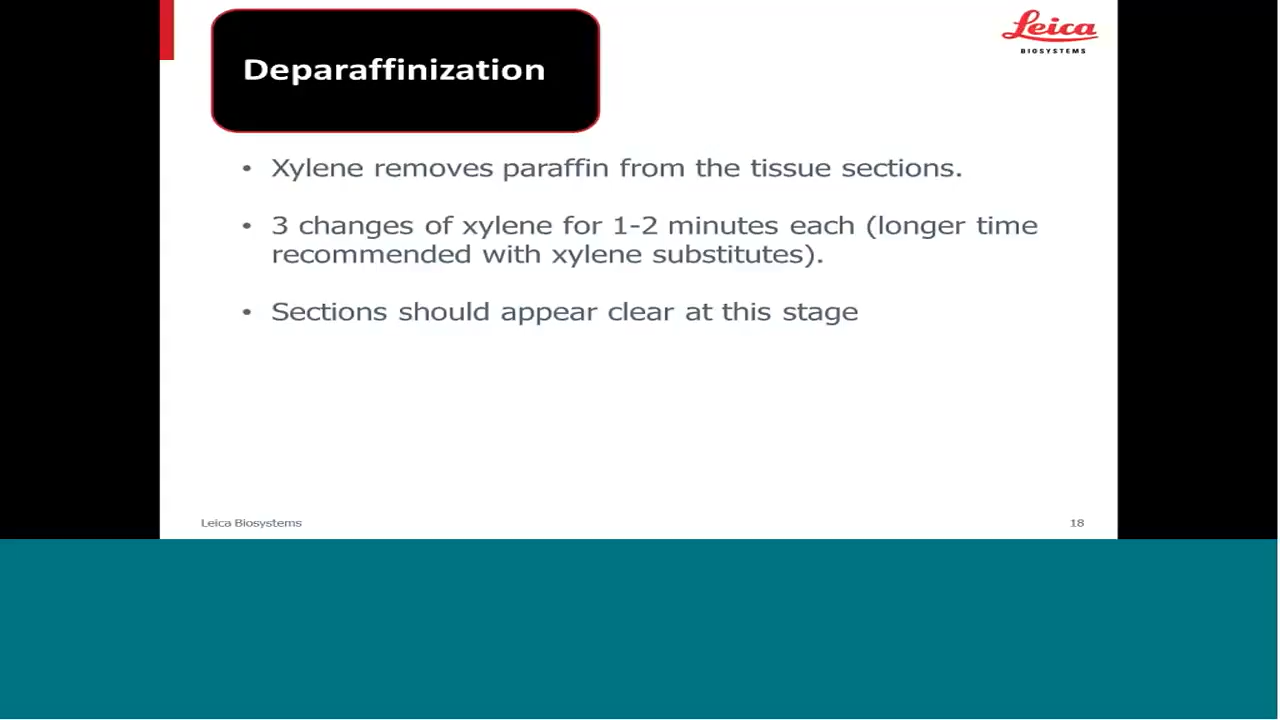 Leica
BIOSYSTEMS
Deparaffinization
• Xylene removes paraffin from the tissue sections.
• 3 changes of xylene for 1-2 minutes each (longer time
recommended with xylene substitutes).
• Sections should appear clear at this stage
Leica Biosystems
18